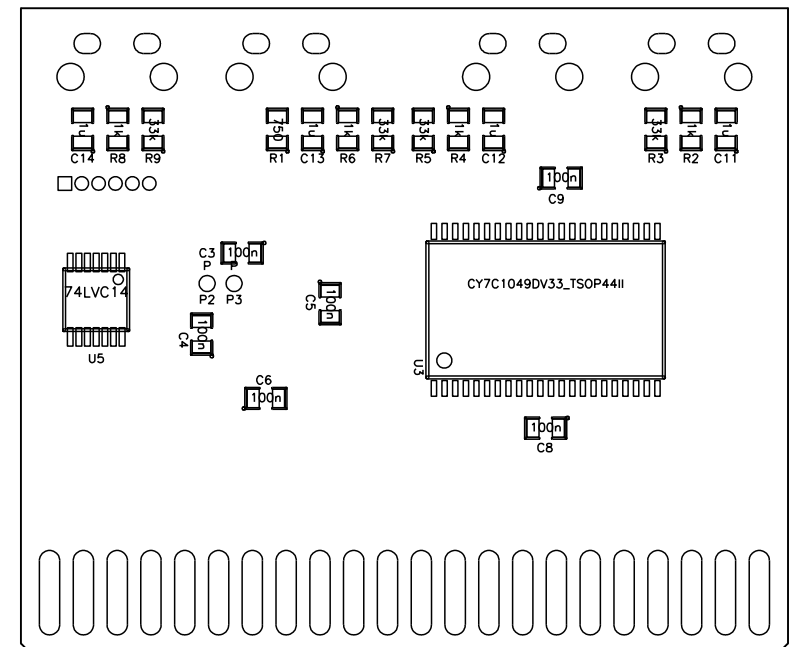 1u 1k 33k 750 1u 1k 33k 33k 1k 1u 33k 1k 1u
C14 R8 R9 R1 C13 R6 R7 R5 R4 C12 R3 R2 C11
100n
C9
C3 100n
P P
74LVC14
P2 P3
CY7C1049DV33_TSOP44II
100n
C5
100n
C4
U5
U3
C6
100n
100n
C8